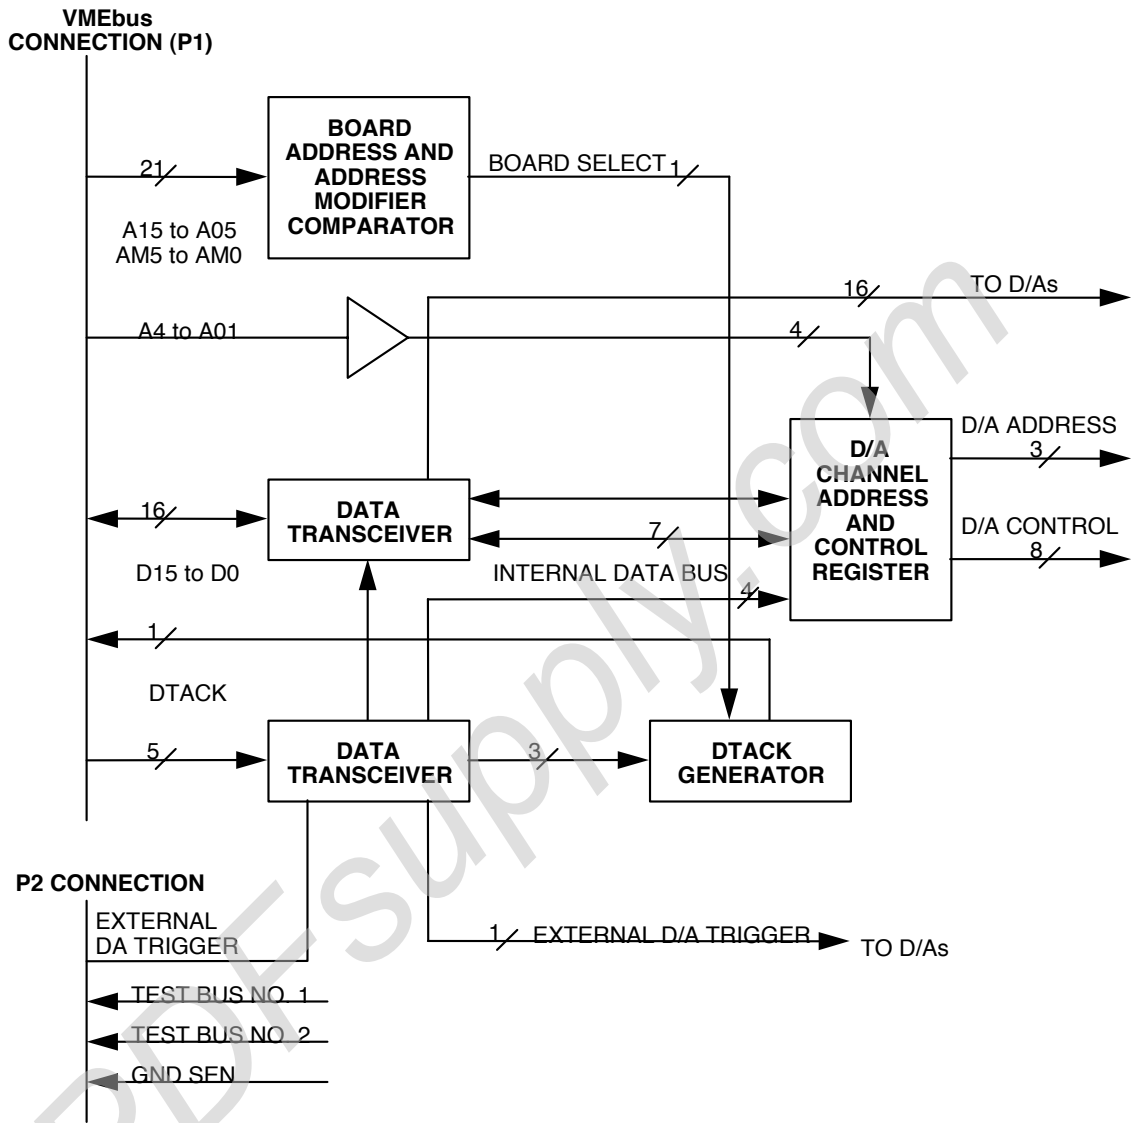 VMEbus
CONNECTION (P1)
BOARD
ADDRESS AND
ADDRESS
MODIFIER
COMPARATOR
21
BOARD SELECT 1
A15 to A05
AM5 to AM0
16
TO D/As
A4 to A01
4
D/A ADDRESS
3
D/A
CHANNEL
ADDRESS
AND
CONTROL
REGISTER
16
DATA
TRANSCEIVER
7
D/A CONTROL
8
D15 to D0
INTERNAL DATA BUS
4
1
DTACK
5
DATA
TRANSCEIVER
3
DTACK
GENERATOR
P2 CONNECTION
EXTERNAL
DA TRIGGER
1
EXTERNAL D/A TRIGGER
TO D/As
TEST BUS NO. 1
TEST BUS NO. 2
GND SEN
PDFsupply.com